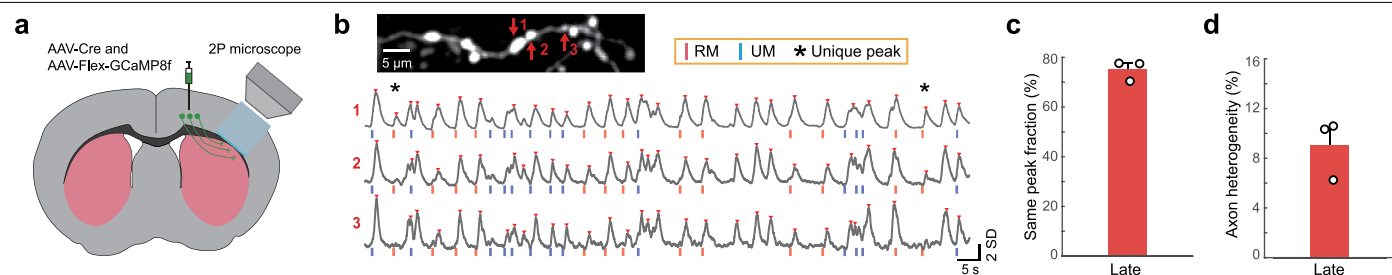 a
AAV-Cre and
AAV-Flex-GCaMP8f
2P microscope
b
1
2
3
5 µm
RM
UM
* Unique peak
*
*
1
2
3
2 SD
5 s
c
Same peak fraction (%)
80
60
40
20
0
Late
d
Axon heterogeneity (%)
16
12
8
4
0
Late